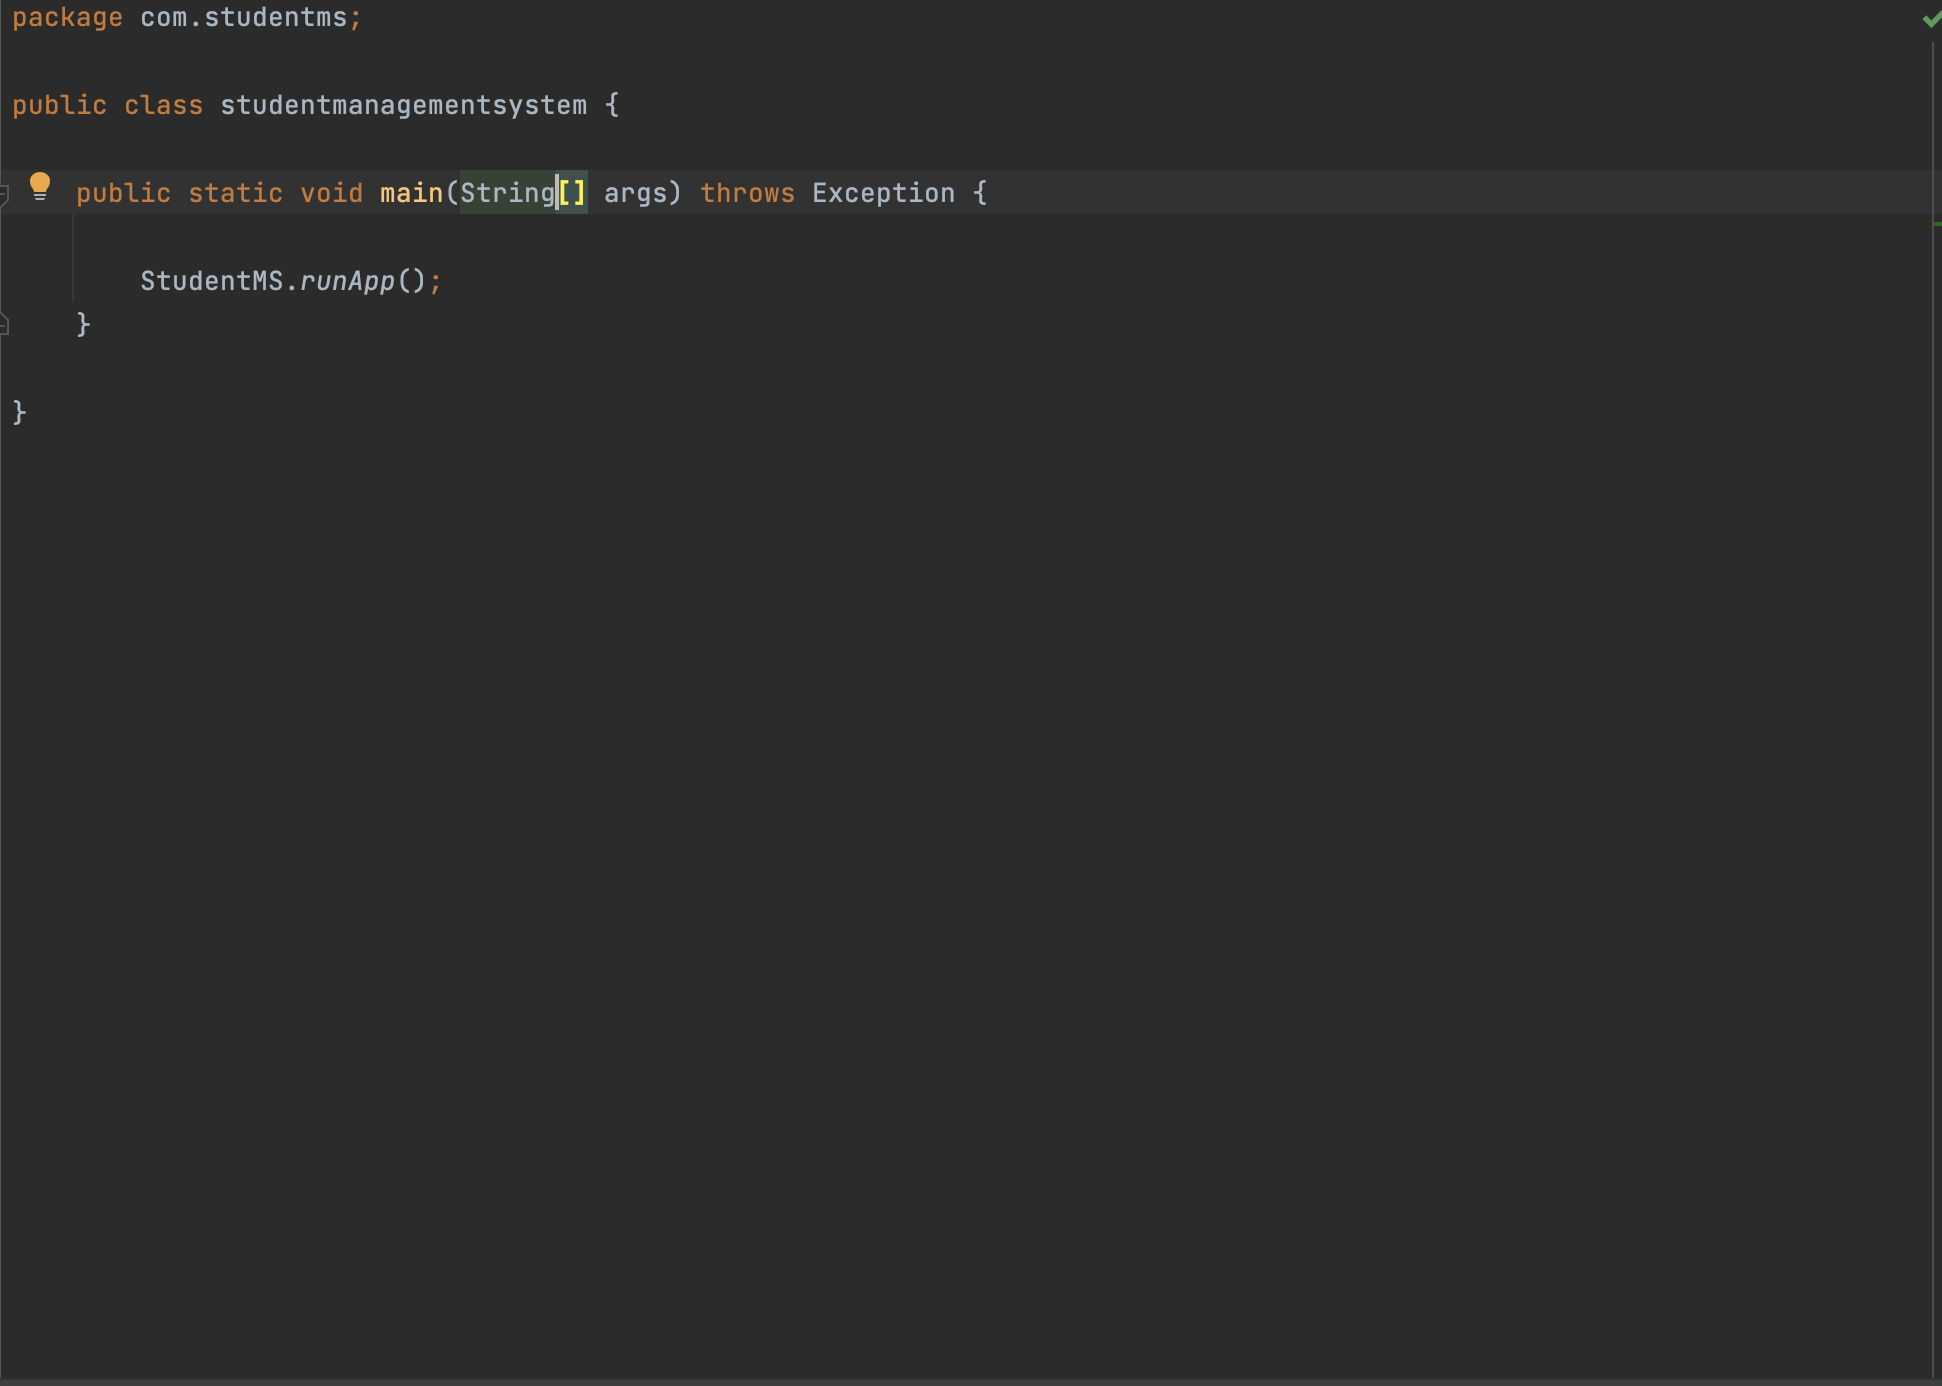 package com.studentms;
public class studentmanagementsystem {
public static void main(String[] args) throws Exception {
StudentMS.runApp();
}
}